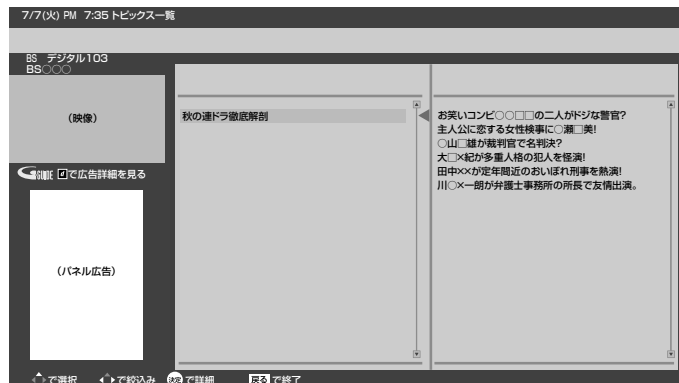 7/7(火) PM 7:35 トピックス一覧
BS デジタル103
BS○○○
(映像)
GGUIDE dで広告詳細を見る
(パネル広告)
秋の連ドラ徹底解剖
お笑いコンビ○○□□の二人がドジな警官?
主人公に恋する女性検事に○瀬□美!
○山□雄が裁判官で名判決?
大□×紀が多重人格の犯人を怪演!
田中××が定年間近のおいぼれ刑事を熱演!
川○×一朗が弁護士事務所の所長で友情出演。
で選択 で絞込み 決定 で詳細 戻る で終了